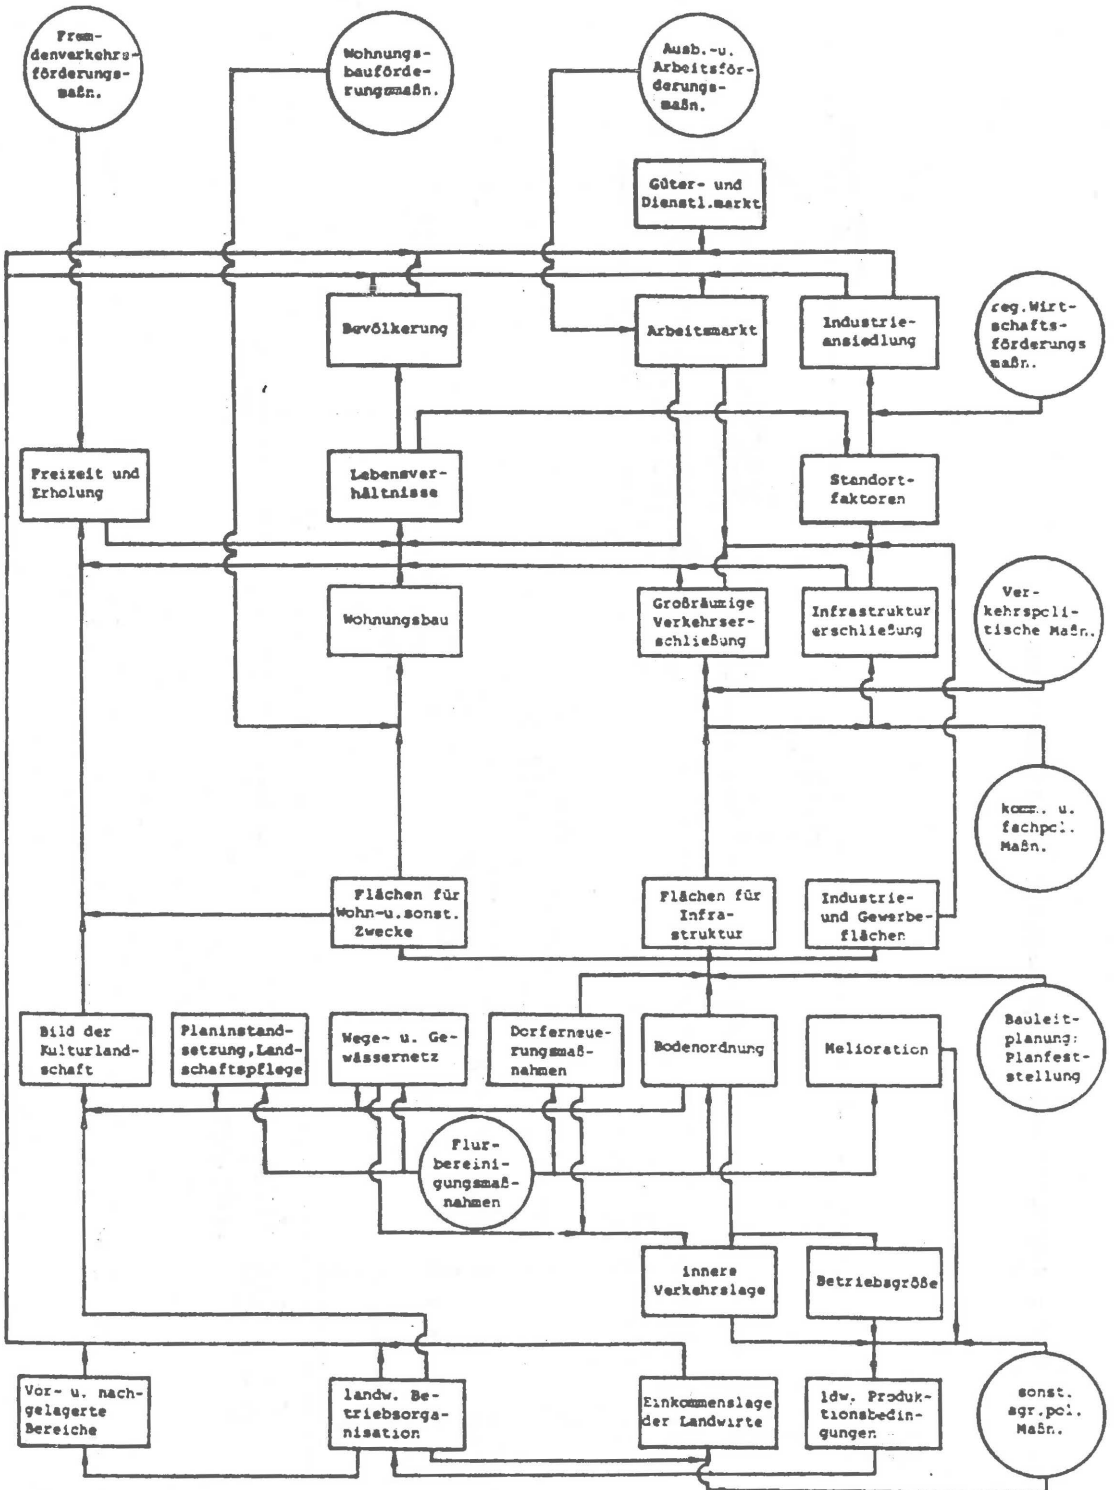 Frem-
denverkehrs-
förderungs-
maßn.
Wohnungs-
bauförde-
rungsmaßn.
Ausb.-u.
Arbeitsför-
derungs-
maßn.
Güter- und
Dienstl.markt
Bevölkerung
Arbeitsmarkt
Industrie-
ansiedlung
reg.Wirt-
schafts-
förderungs
maßn.
Freizeit und
Erholung
Lebensver-
hältnisse
Standort-
faktoren
Wohnungsbau
Großräumige
Verkehrser-
schließung
Infrastruktur
erschließung
Ver-
kehrspoli-
tische Maßn.
komm. u.
fachpol.
Maßn.
Flächen für
Wohn-u.sonst.
Zwecke
Flächen für
Infra-
struktur
Industrie-
und Gewerbe-
flächen
Bild der
Kulturland-
schaft
Planinstand-
setzung,Land-
schaftspflege
Wege- u. Ge-
wässernetz
Dorferneue-
rungsmaß-
nahmen
Bodenordnung
Melioration
Bauleit-
planung;
Planfest-
stellung
Flur-
bereini-
gungsmaß-
nahmen
innere
Verkehrslage
Betriebsgröße
Vor- u. nach-
gelagerte
Bereiche
landw. Be-
triebsorga-
nisation
Einkommenslage
der Landwirte
ldw. Produk-
tionsbedin-
gungen
sonst.
agr.pol.
Maßn.